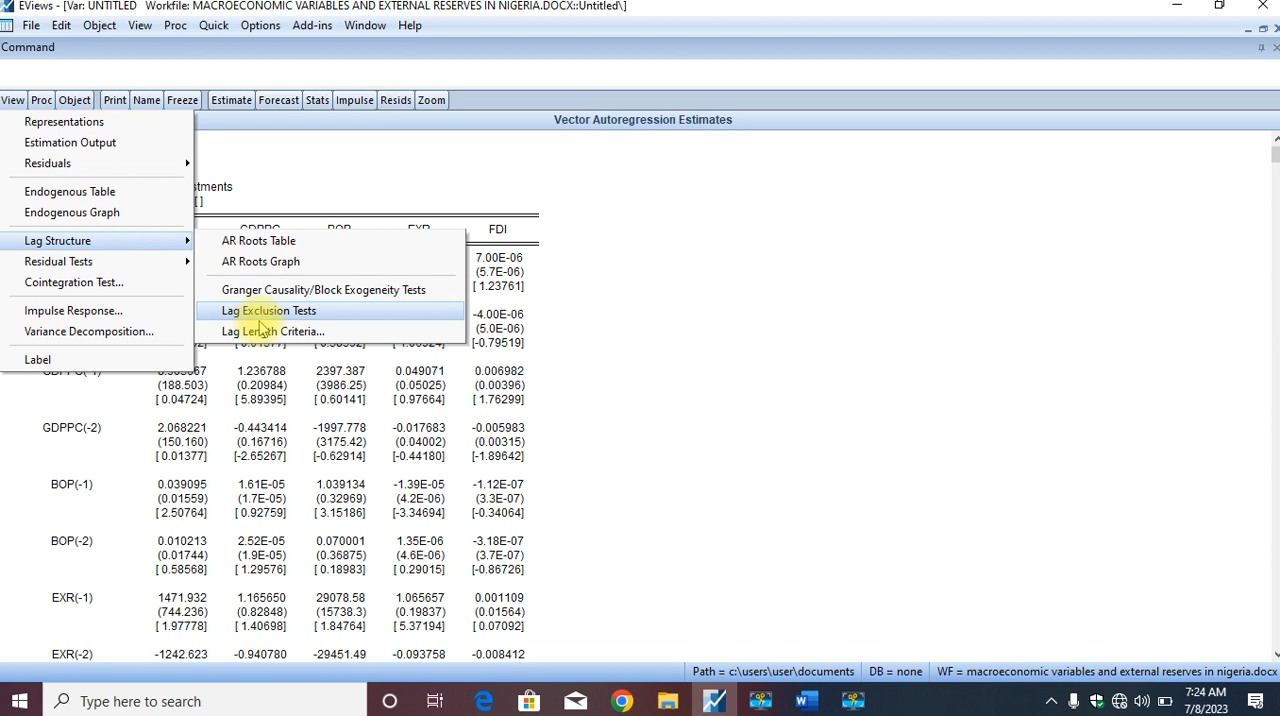 EViews - [Var: UNTITLED   Workfile: MACROECONOMIC VARIABLES AND EXTERNAL RESERVES IN NIGERIA.DOCX::Untitled\]
File Edit Object View Proc Quick Options Add-ins Window Help
Command
View Proc Object Print Name Freeze Estimate Forecast Stats Impulse Resids Zoom
Vector Autoregression Estimates
Representations
Estimation Output
Residuals
Endogenous Table
Endogenous Graph
Lag Structure
Residual Tests
Cointegration Test...
Impulse Response...
Variance Decomposition...
Label
AR Roots Table
AR Roots Graph
Granger Causality/Block Exogeneity Tests
Lag Exclusion Tests
Lag Length Criteria...
FDI
7.00E-06
(5.7E-06)
[ 1.23761]
-4.00E-06
(5.0E-06)
[-0.79519]
1.236788 2397.387 0.049071 0.006982
(188.503) (0.20984) (3986.25) (0.05025) (0.00396)
[ 0.04724] [ 5.89395] [ 0.60141] [ 0.97664] [ 1.76299]
GDPPC(-2) 2.068221 -0.443414 -1997.778 -0.017683 -0.005983
(150.160) (0.16716) (3175.42) (0.04002) (0.00315)
[ 0.01377] [-2.65267] [-0.62914] [-0.44180] [-1.89642]
BOP(-1) 0.039095 1.61E-05 1.039134 -1.39E-05 -1.12E-07
(0.01559) (1.7E-05) (0.32969) (4.2E-06) (3.3E-07)
[ 2.50764] [ 0.92759] [ 3.15186] [-3.34694] [-0.34064]
BOP(-2) 0.010213 2.52E-05 0.070001 1.35E-06 -3.18E-07
(0.01744) (1.9E-05) (0.36875) (4.6E-06) (3.7E-07)
[ 0.58568] [ 1.29576] [ 0.18983] [ 0.29015] [-0.86726]
EXR(-1) 1471.932 1.165650 29078.58 1.065657 0.001109
(744.236) (0.82848) (15738.3) (0.19837) (0.01564)
[ 1.97778] [ 1.40698] [ 1.84764] [ 5.37194] [ 0.07092]
EXR(-2) -1242.623 -0.940780 -29451.49 -0.093758 -0.008412
Path = c:\users\user\documents DB = none WF = macroeconomic variables and external reserves in nigeria.docx
Type here to search
7:24 AM
7/8/2023